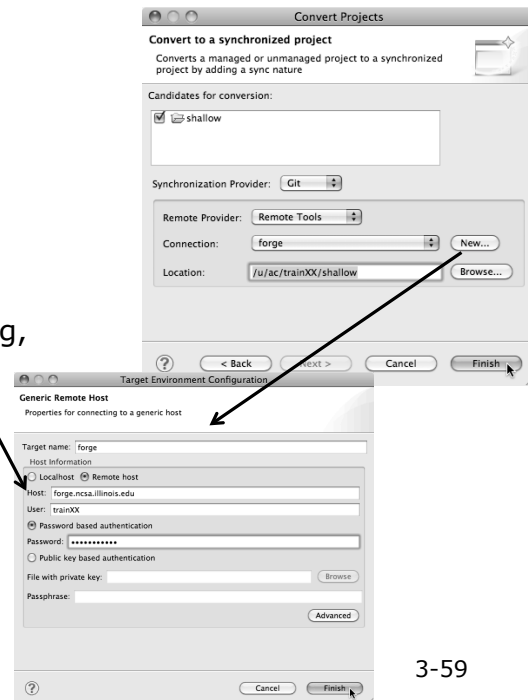 Convert Projects
Convert to a synchronized project
Converts a managed or unmanaged project to a synchronized
project by adding a sync nature
Candidates for conversion:
shallow
Synchronization Provider: Git
Remote Provider: Remote Tools
Connection: forge New...
Location: /u/ac/trainXX/shallow Browse...
g,
? < Back Next > Cancel Finish
Target Environment Configuration
Generic Remote Host
Properties for connecting to a generic host
Target name: forge
Host Information
Localhost Remote host
Host: forge.ncsa.illinois.edu
User: trainXX
Password based authentication
Password: •••••••••••
Public key based authentication
File with private key: Browse
Passphrase:
Advanced
? Cancel Finish
3-59